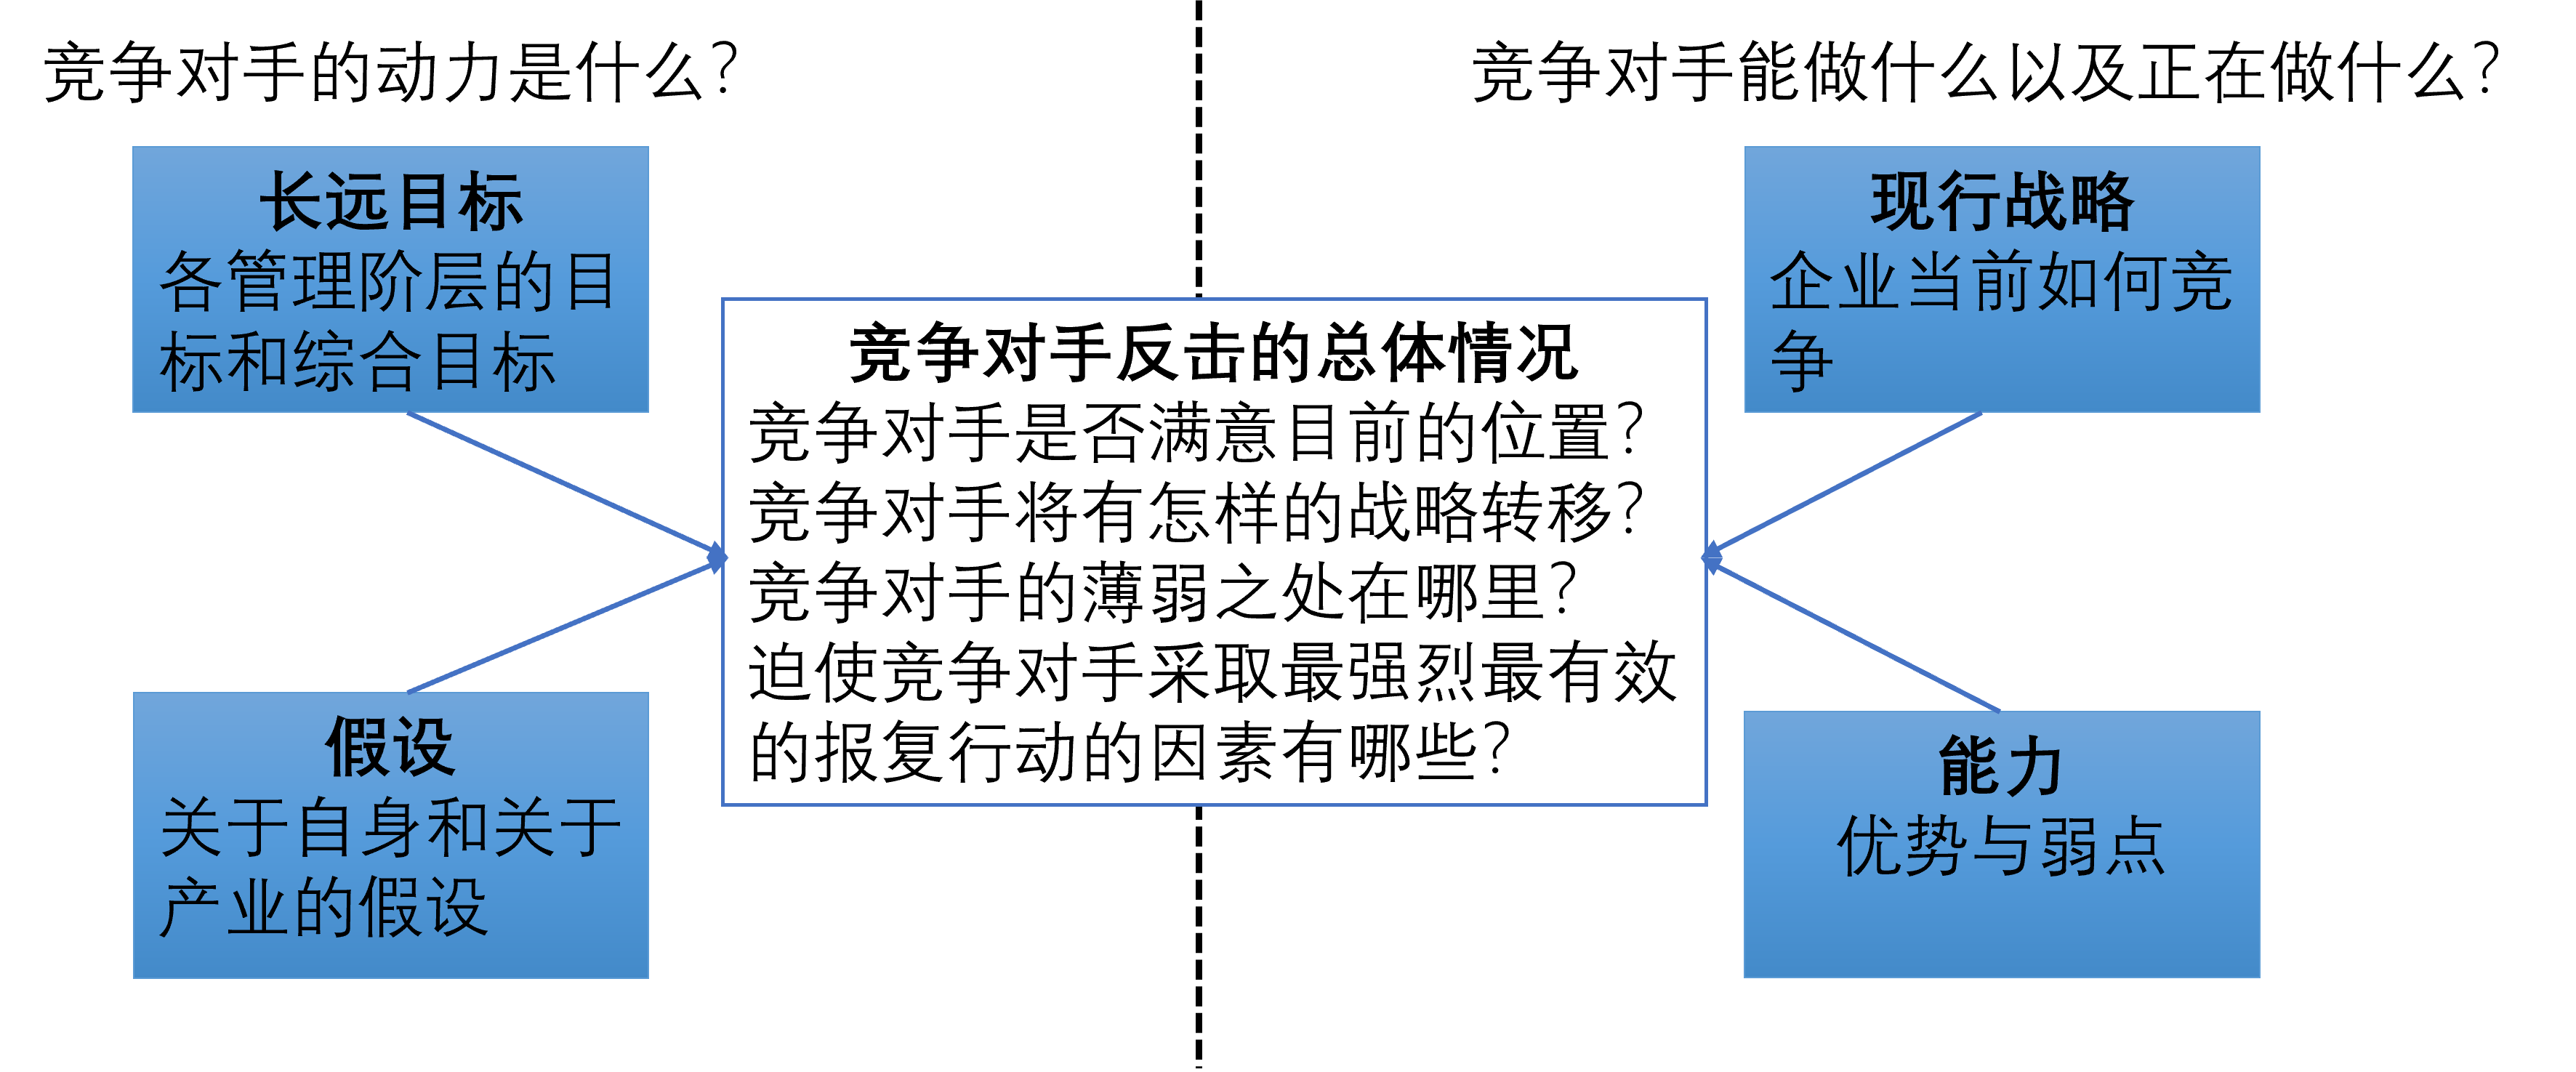 竞争对手的动力是什么？
竞争对手能做什么以及正在做什么？
长远目标
各管理阶层的目
标和综合目标
现行战略
企业当前如何竞
争
竞争对手反击的总体情况
竞争对手是否满意目前的位置？
竞争对手将有怎样的战略转移？
竞争对手的薄弱之处在哪里？
迫使竞争对手采取最强烈最有效
的报复行动的因素有哪些？
假设
关于自身和关于
产业的假设
能力
优势与弱点